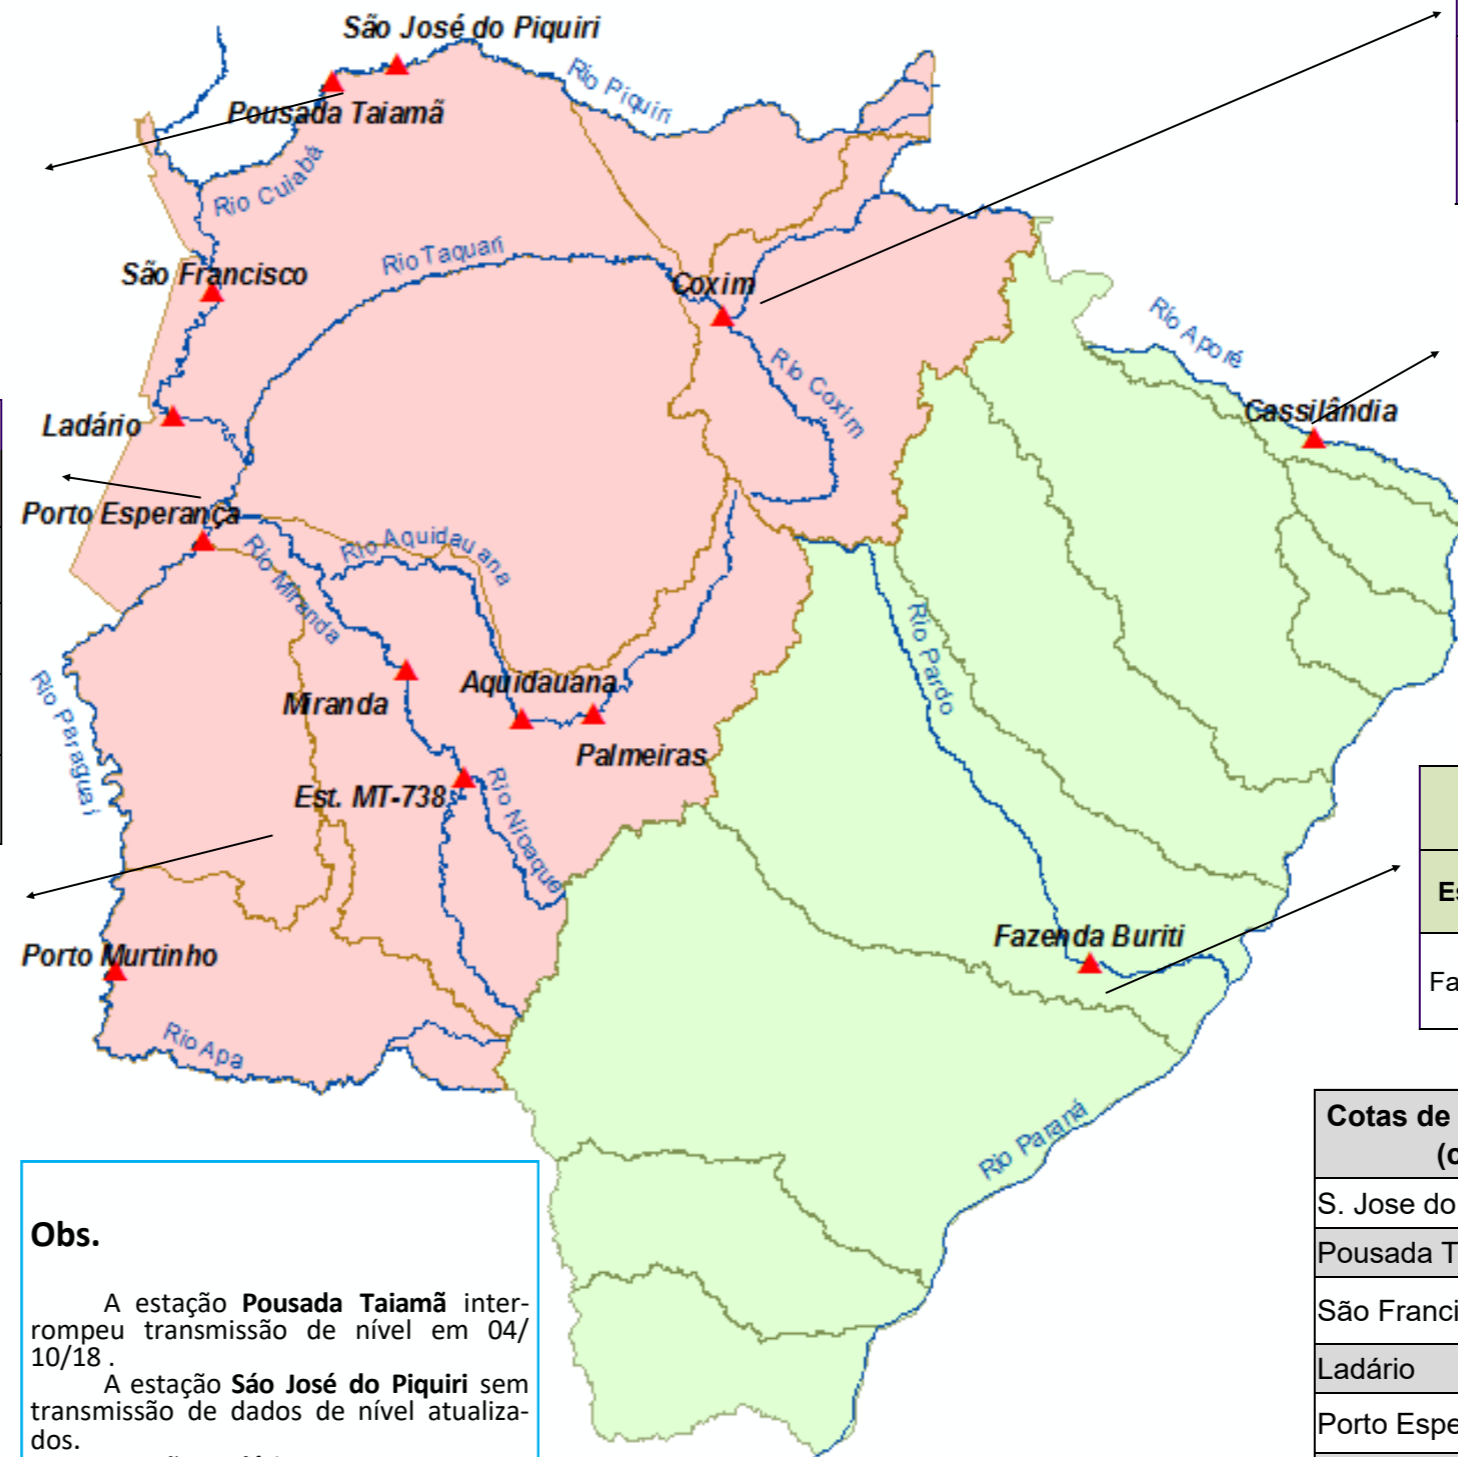 São José do Piquiri
Rio Piquiri
Pousada Taiamã
Rio Cuiabá
Rio Taquari
São Francisco
Coxim
Rio Aporé
Rio Coxim
Cassilândia
Ladário
Porto Esperança
Rio Aquidauana
Rio Miranda
Rio Pardo
Rio Paraguai
Aquidauana
Miranda
Palmeiras
Est. MT-738
Rio Nioaque
Fazenda Buriti
Porto Murtinho
Rio Apa
Rio Paraná
Es
Fa
Cotas de
(c
S. Jose do
Pousada T
São Franci
Ladário
Porto Espe
Obs.
A estação Pousada Taiamã inter-
rompeu transmissão de nível em 04/
10/18 .
A estação Sáo José do Piquiri sem
transmissão de dados de nível atualiza-
dos.